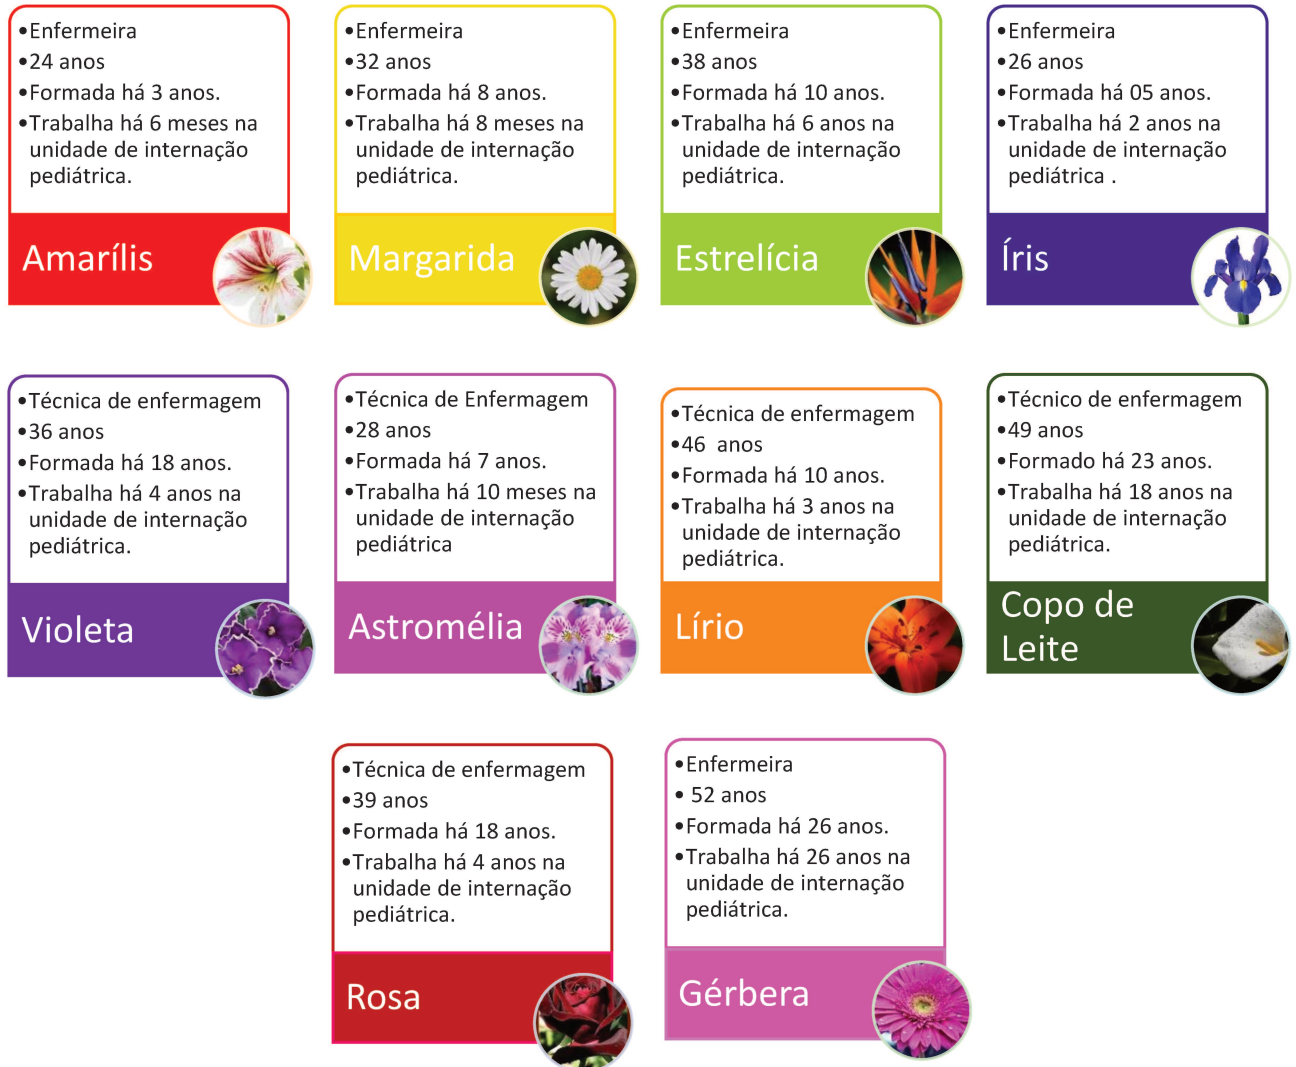 •Enfermeira
•24 anos
•Formada há 3 anos.
•Trabalha há 6 meses na
unidade de internação
pediátrica.
Amarílis
•Enfermeira
•32 anos
•Formada há 8 anos.
•Trabalha há 8 meses na
unidade de internação
pediátrica.
Margarida
•Enfermeira
•38 anos
•Formada há 10 anos.
•Trabalha há 6 anos na
unidade de internação
pediátrica.
Estrelícia
•Enfermeira
•26 anos
•Formada há 05 anos.
•Trabalha há 2 anos na
unidade de internação
pediátrica .
Íris
•Técnica de enfermagem
•36 anos
•Formada há 18 anos.
•Trabalha há 4 anos na
unidade de internação
pediátrica.
Violeta
•Técnica de Enfermagem
•28 anos
•Formada há 7 anos.
•Trabalha há 10 meses na
unidade de internação
pediátrica
Astromélia
•Técnica de enfermagem
•46 anos
•Formada há 10 anos.
•Trabalha há 3 anos na
unidade de internação
pediátrica.
Lírio
•Técnico de enfermagem
•49 anos
•Formado há 23 anos.
•Trabalha há 18 anos na
unidade de internação
pediátrica.
Copo de
Leite
•Técnica de enfermagem
•39 anos
•Formada há 18 anos.
•Trabalha há 4 anos na
unidade de internação
pediátrica.
Rosa
•Enfermeira
• 52 anos
•Formada há 26 anos.
•Trabalha há 26 anos na
unidade de internação
pediátrica.
Gérbera